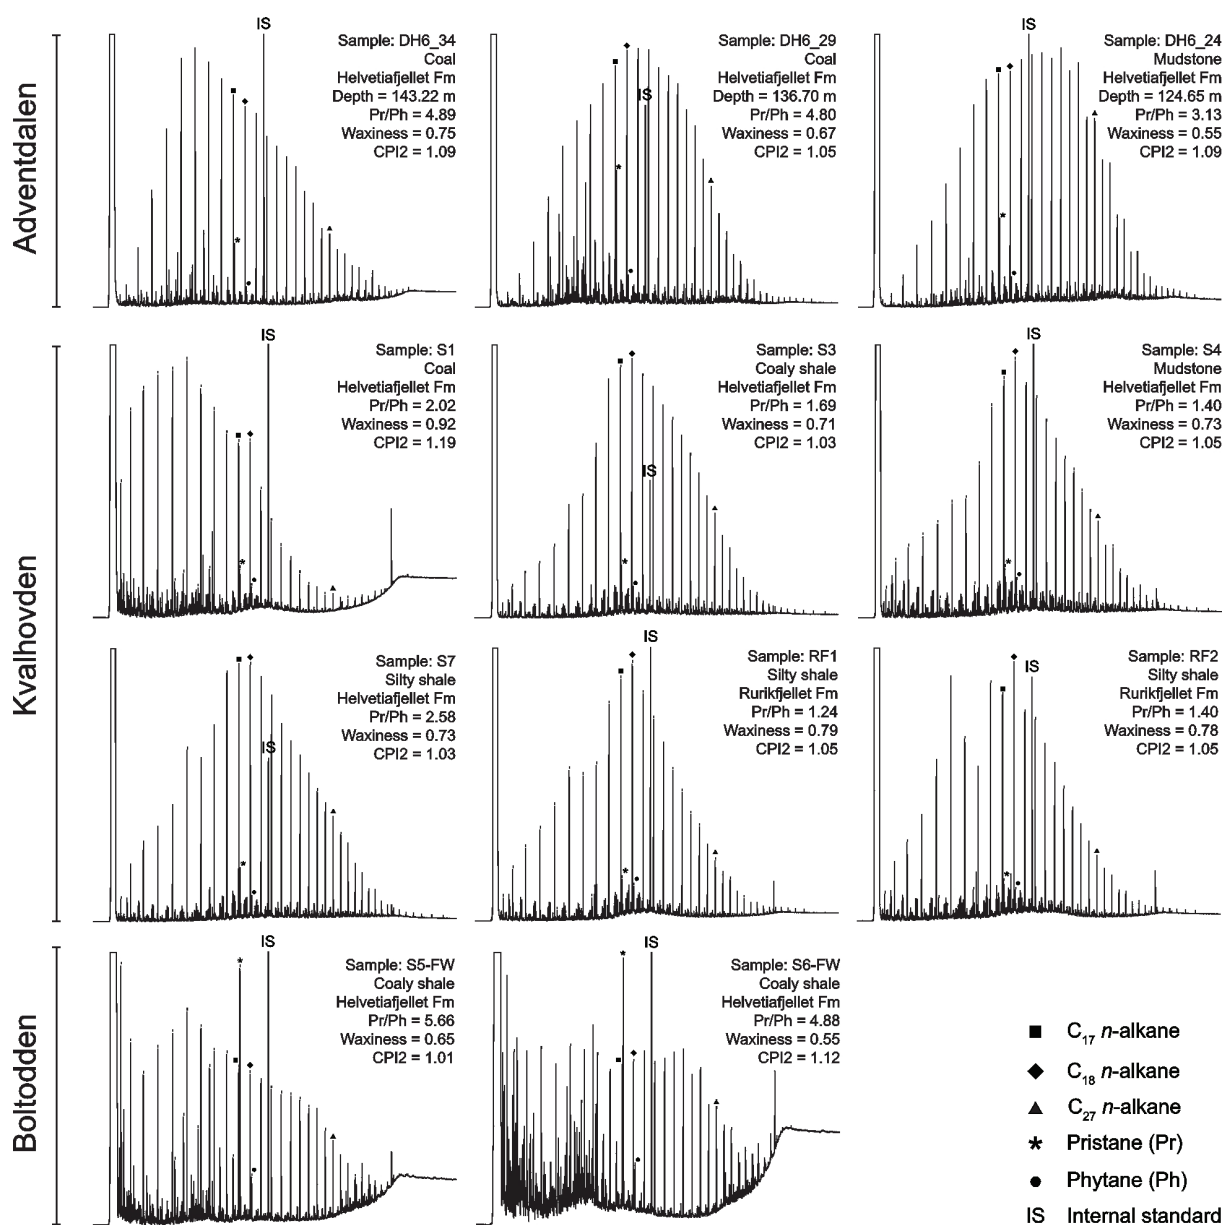 Adventdalen
IS
Sample: DH6_34
Coal
Helvetiafjellet Fm
Depth = 143.22 m
Pr/Ph = 4.89
Waxiness = 0.75
CPI2 = 1.09
IS
Sample: DH6_29
Coal
Helvetiafjellet Fm
Depth = 136.70 m
Pr/Ph = 4.80
Waxiness = 0.67
CPI2 = 1.05
IS
Sample: DH6_24
Mudstone
Helvetiafjellet Fm
Depth = 124.65 m
Pr/Ph = 3.13
Waxiness = 0.55
CPI2 = 1.09
Kvalhovden
IS
Sample: S1
Coal
Helvetiafjellet Fm
Pr/Ph = 2.02
Waxiness = 0.92
CPI2 = 1.19
IS
Sample: S3
Coaly shale
Helvetiafjellet Fm
Pr/Ph = 1.69
Waxiness = 0.71
CPI2 = 1.03
IS
Sample: S4
Mudstone
Helvetiafjellet Fm
Pr/Ph = 1.40
Waxiness = 0.73
CPI2 = 1.05
IS
Sample: S7
Silty shale
Helvetiafjellet Fm
Pr/Ph = 2.58
Waxiness = 0.73
CPI2 = 1.03
IS
Sample: RF1
Silty shale
Rurikfjellet Fm
Pr/Ph = 1.24
Waxiness = 0.79
CPI2 = 1.05
IS
Sample: RF2
Silty shale
Rurikfjellet Fm
Pr/Ph = 1.40
Waxiness = 0.78
CPI2 = 1.05
Boltodden
IS
Sample: S5-FW
Coaly shale
Helvetiafjellet Fm
Pr/Ph = 5.66
Waxiness = 0.65
CPI2 = 1.01
IS
Sample: S6-FW
Coaly shale
Helvetiafjellet Fm
Pr/Ph = 4.88
Waxiness = 0.55
CPI2 = 1.12
■ C17 n-alkane
◆ C18 n-alkane
▲ C27 n-alkane
* Pristane (Pr)
● Phytane (Ph)
IS Internal standard